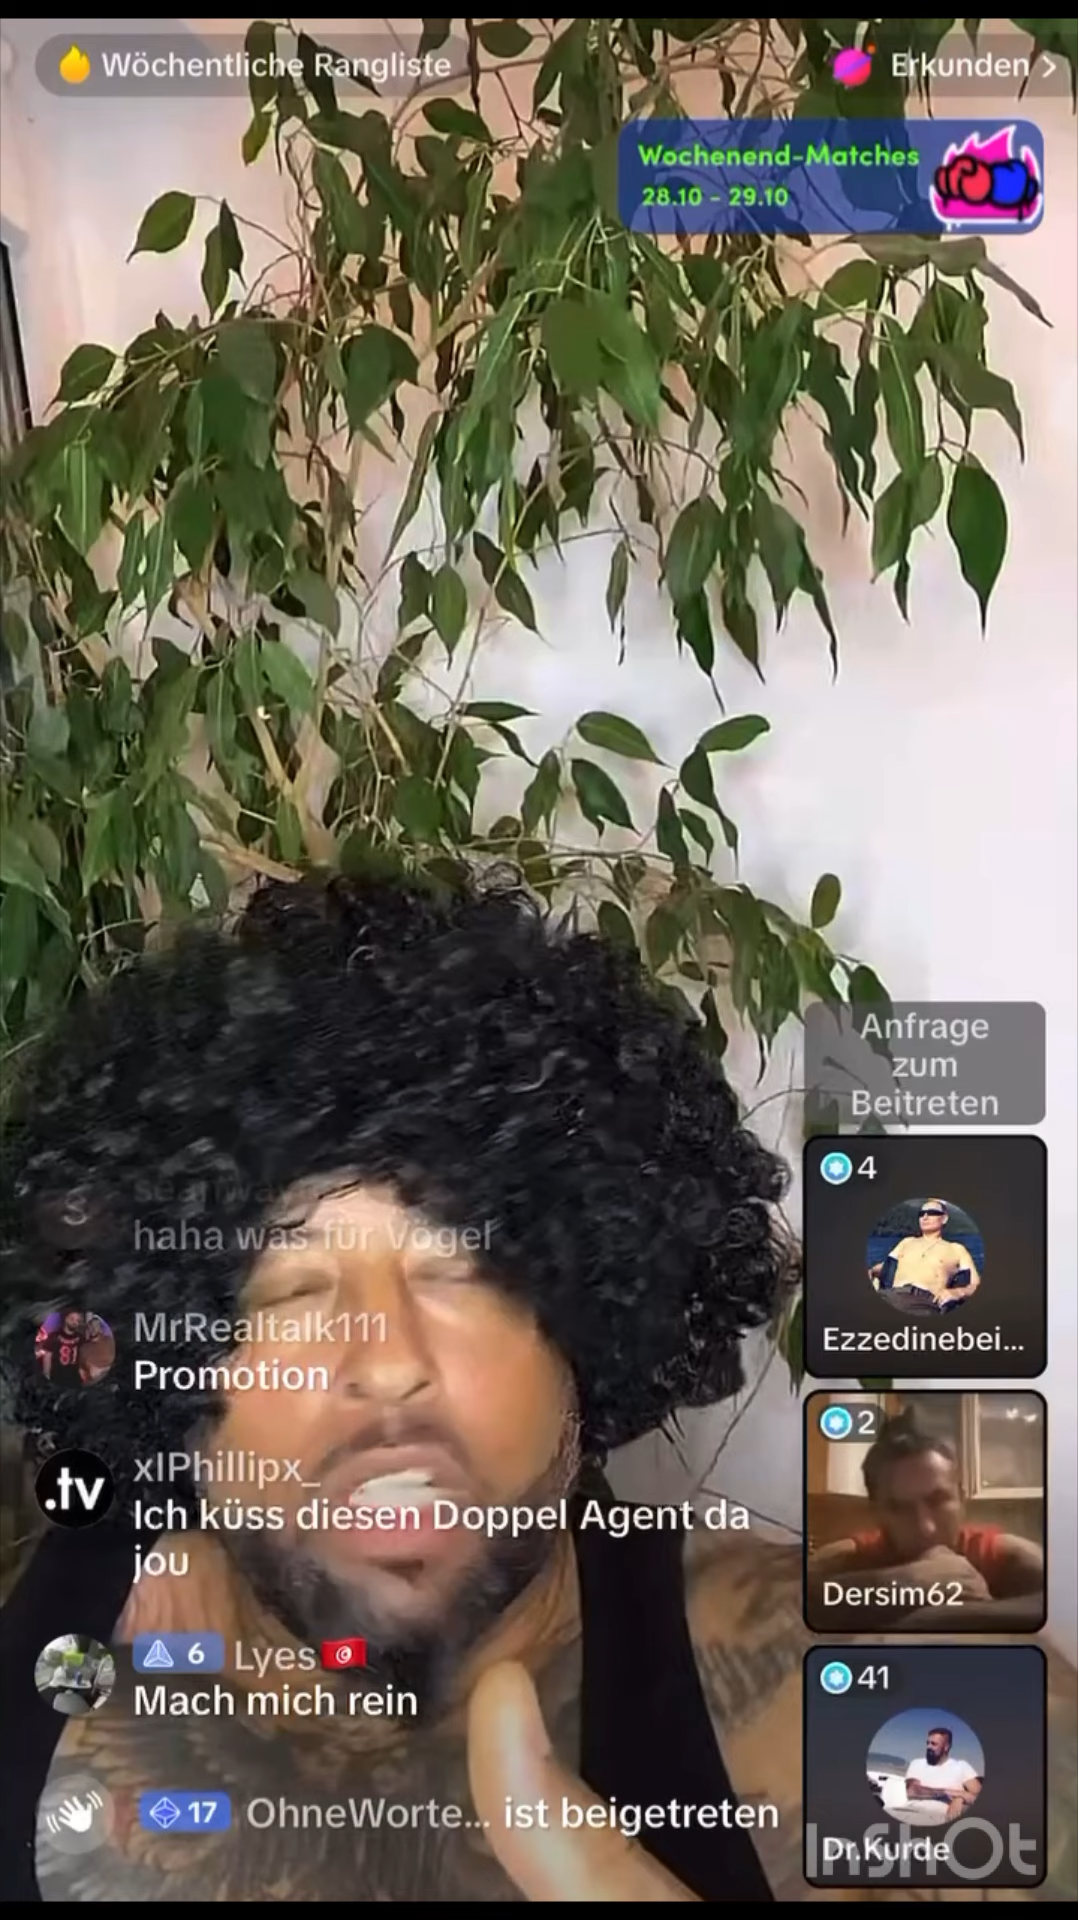 Wöchentliche Rangliste
Erkunden >
Wochenend-Matches
28.10 - 29.10
Anfrage
zum
Beitreten
4
Ezzedinebei...
haha was für Vögel
MrRealtalk111
Promotion
81
2
Dersim62
.tv
xlPhillipx_
Ich küss diesen Doppel Agent da
jou
6 Lyes
Mach mich rein
41
Dr.Kurde
17 OhneWorte... ist beigetreten
InShOt